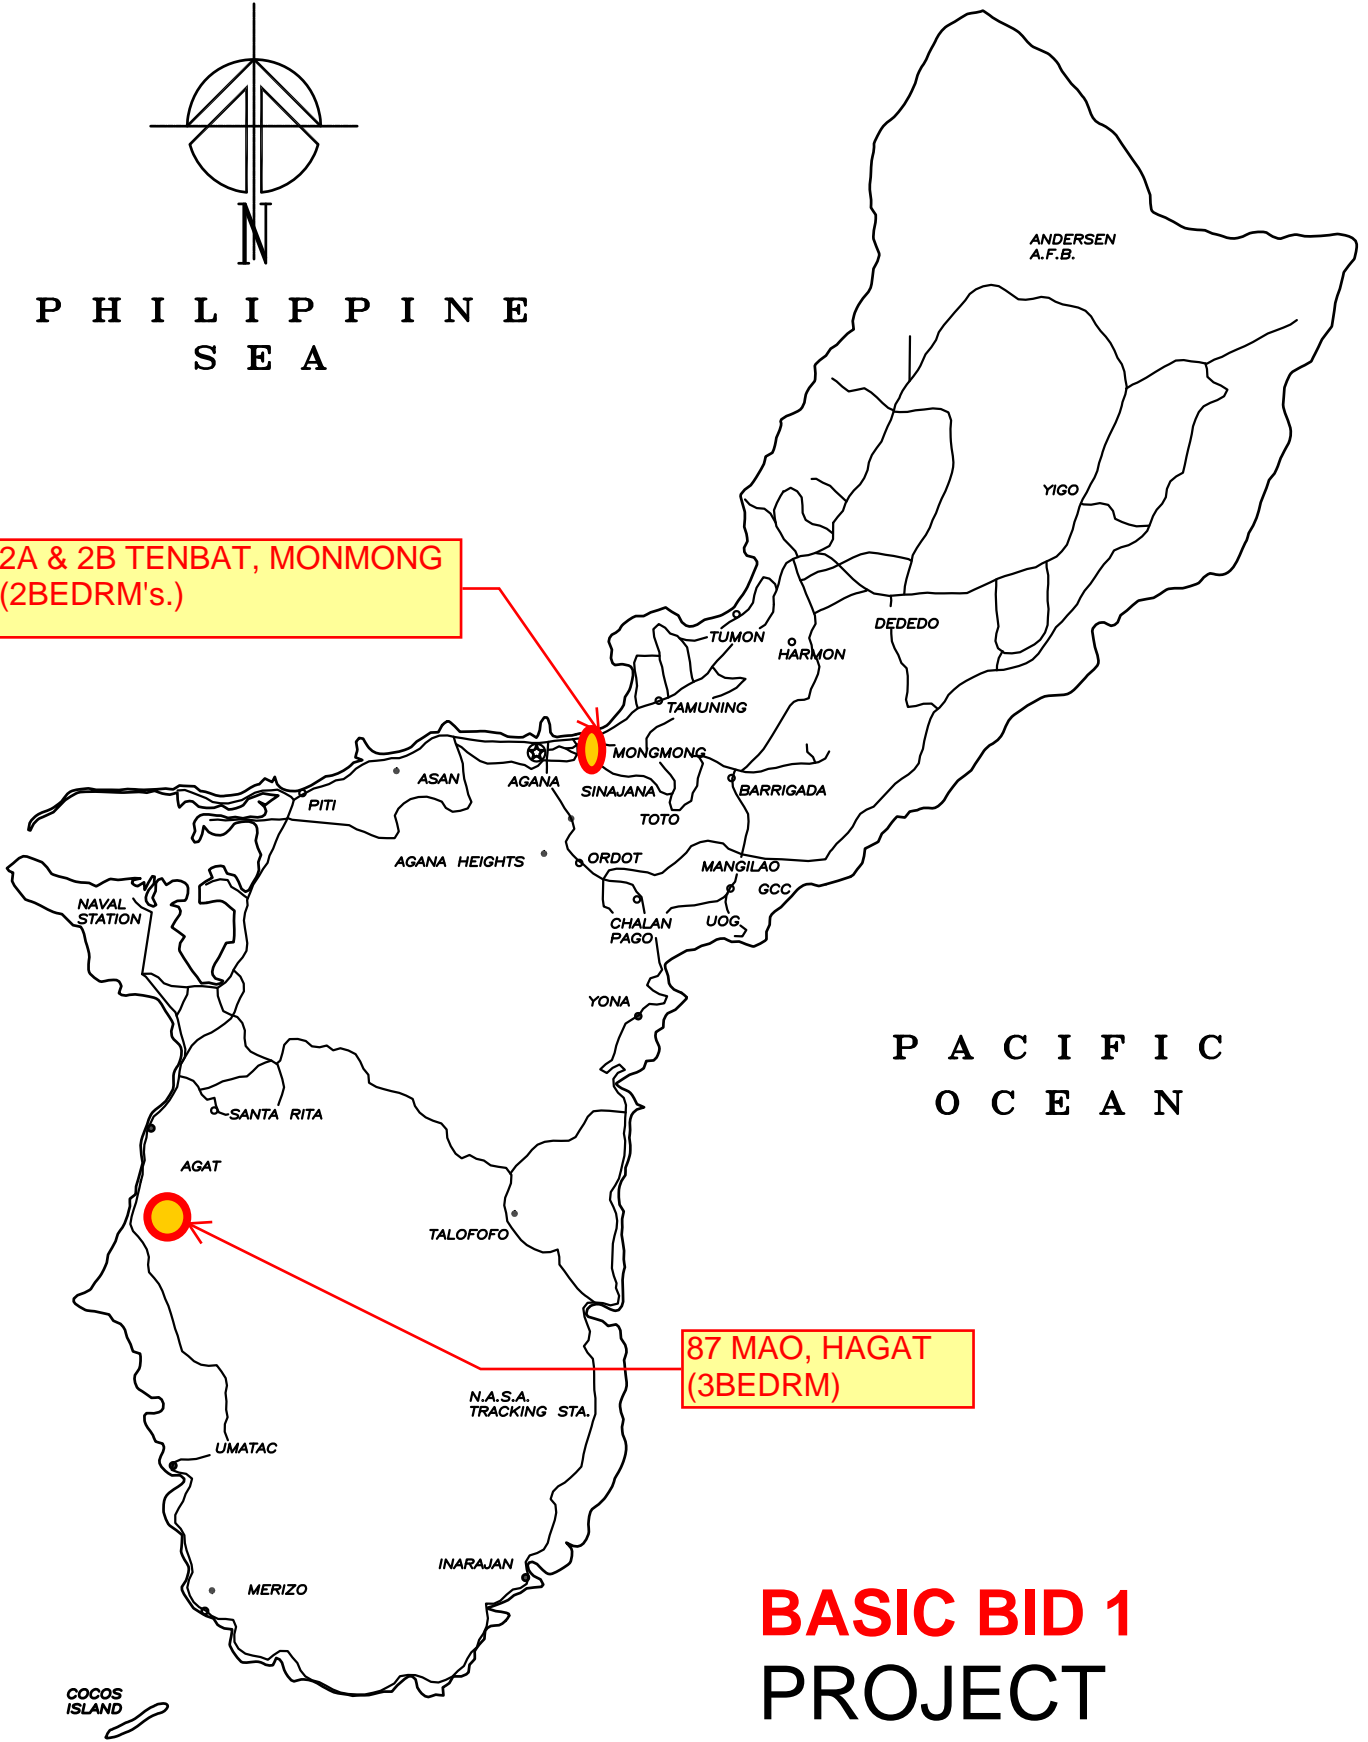 N
PHILIPPINE
SEA
ANDERSEN
A.F.B.
YIGO
2A & 2B TENBAT, MONMONG
(2BEDRM's.)
DEDEDO
TUMON
HARMON
TAMUNING
MONGMONG
ASAN
AGANA
SINAJANA
BARRIGADA
PITI
TOTO
AGANA HEIGHTS
ORDOT
MANGILAO
GCC
NAVAL
STATION
CHALAN
PAGO
UOG
YONA
PACIFIC
OCEAN
SANTA RITA
AGAT
TALOFOFO
87 MAO, HAGAT
(3BEDRM)
N.A.S.A.
TRACKING STA.
UMATAC
INARAJAN
MERIZO
BASIC BID 1
PROJECT
COCOS
ISLAND